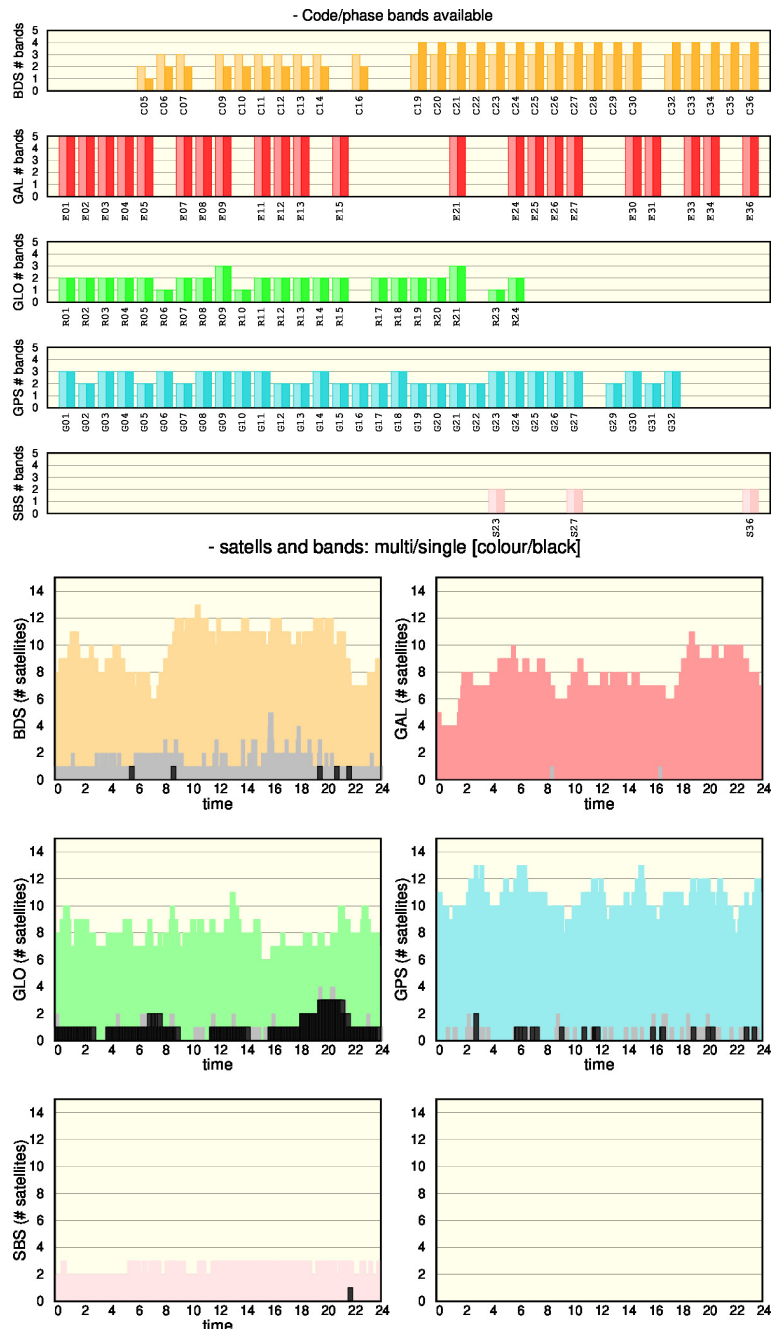 - Code/phase bands available
BDS # bands
5
4
3
2
1
0
C05 C06 C07 C09 C10 C11 C12 C13 C14 C16 C19 C20 C21 C22 C23 C24 C25 C26 C27 C28 C29 C30 C32 C33 C34 C35 C36
GAL # bands
5
4
3
2
1
0
E01 E02 E03 E04 E05 E07 E08 E09 E11 E12 E13 E15 E21 E24 E25 E26 E27 E30 E31 E33 E34 E36
GLO # bands
5
4
3
2
1
0
R01 R02 R03 R04 R05 R06 R07 R08 R09 R10 R11 R12 R13 R14 R15 R17 R18 R19 R20 R21 R23 R24
GPS # bands
5
4
3
2
1
0
G01 G02 G03 G04 G05 G06 G07 G08 G09 G10 G11 G12 G13 G14 G15 G16 G17 G18 G19 G20 G21 G22 G23 G24 G25 G26 G27 G29 G30 G31 G32
SBS # bands
5
4
3
2
1
0
S23 S27 S36
- satells and bands: multi/single [colour/black]
BDS (# satellites)
14
12
10
8
6
4
2
0
0 2 4 6 8 10 12 14 16 18 20 22 24
time
GAL (# satellites)
14
12
10
8
6
4
2
0
0 2 4 6 8 10 12 14 16 18 20 22 24
time
GLO (# satellites)
14
12
10
8
6
4
2
0
0 2 4 6 8 10 12 14 16 18 20 22 24
time
GPS (# satellites)
14
12
10
8
6
4
2
0
0 2 4 6 8 10 12 14 16 18 20 22 24
time
SBS (# satellites)
14
12
10
8
6
4
2
0
0 2 4 6 8 10 12 14 16 18 20 22 24
time
14
12
10
8
6
4
2
0
0 2 4 6 8 10 12 14 16 18 20 22 24